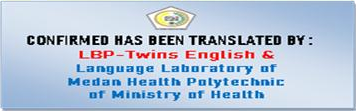 CONFIRMED HAS BEEN TRANSLATED BY :
LBP-Twins English &
Language Laboratory of
Medan Health Polytechnic
of Ministry of Health